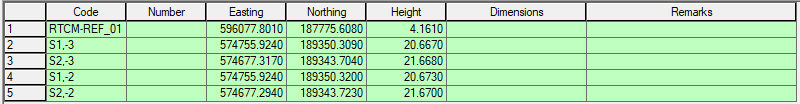 Code Number Easting Northing Height Dimensions Remarks
1 RTCM-REF_01 596077.8010 187775.6080 4.1610
2 S1,-3 574755.9240 189350.3090 20.6670
3 S2,-3 574677.3170 189343.7040 21.6680
4 S1,-2 574755.9240 189350.3200 20.6730
5 S2,-2 574677.2940 189343.7230 21.6700